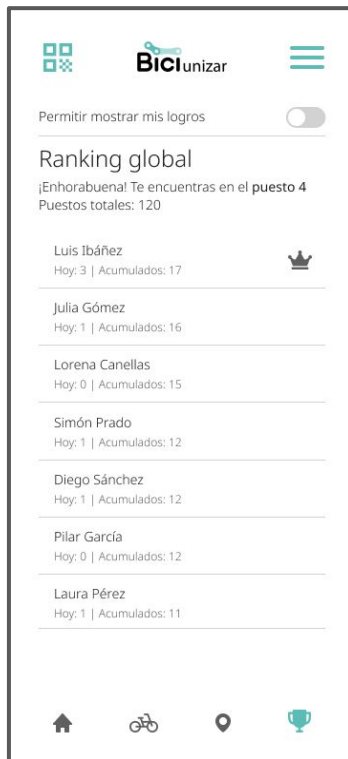 BICI unizar
Permitir mostrar mis logros
Ranking global
¡Enhorabuena! Te encuentras en el puesto 4
Puestos totales: 120
Luis Ibáñez
Hoy: 3 | Acumulados: 17
Julia Gómez
Hoy: 1 | Acumulados: 16
Lorena Canellas
Hoy: 0 | Acumulados: 15
Simón Prado
Hoy: 1 | Acumulados: 12
Diego Sánchez
Hoy: 1 | Acumulados: 12
Pilar García
Hoy: 0 | Acumulados: 12
Laura Pérez
Hoy: 1 | Acumulados: 11